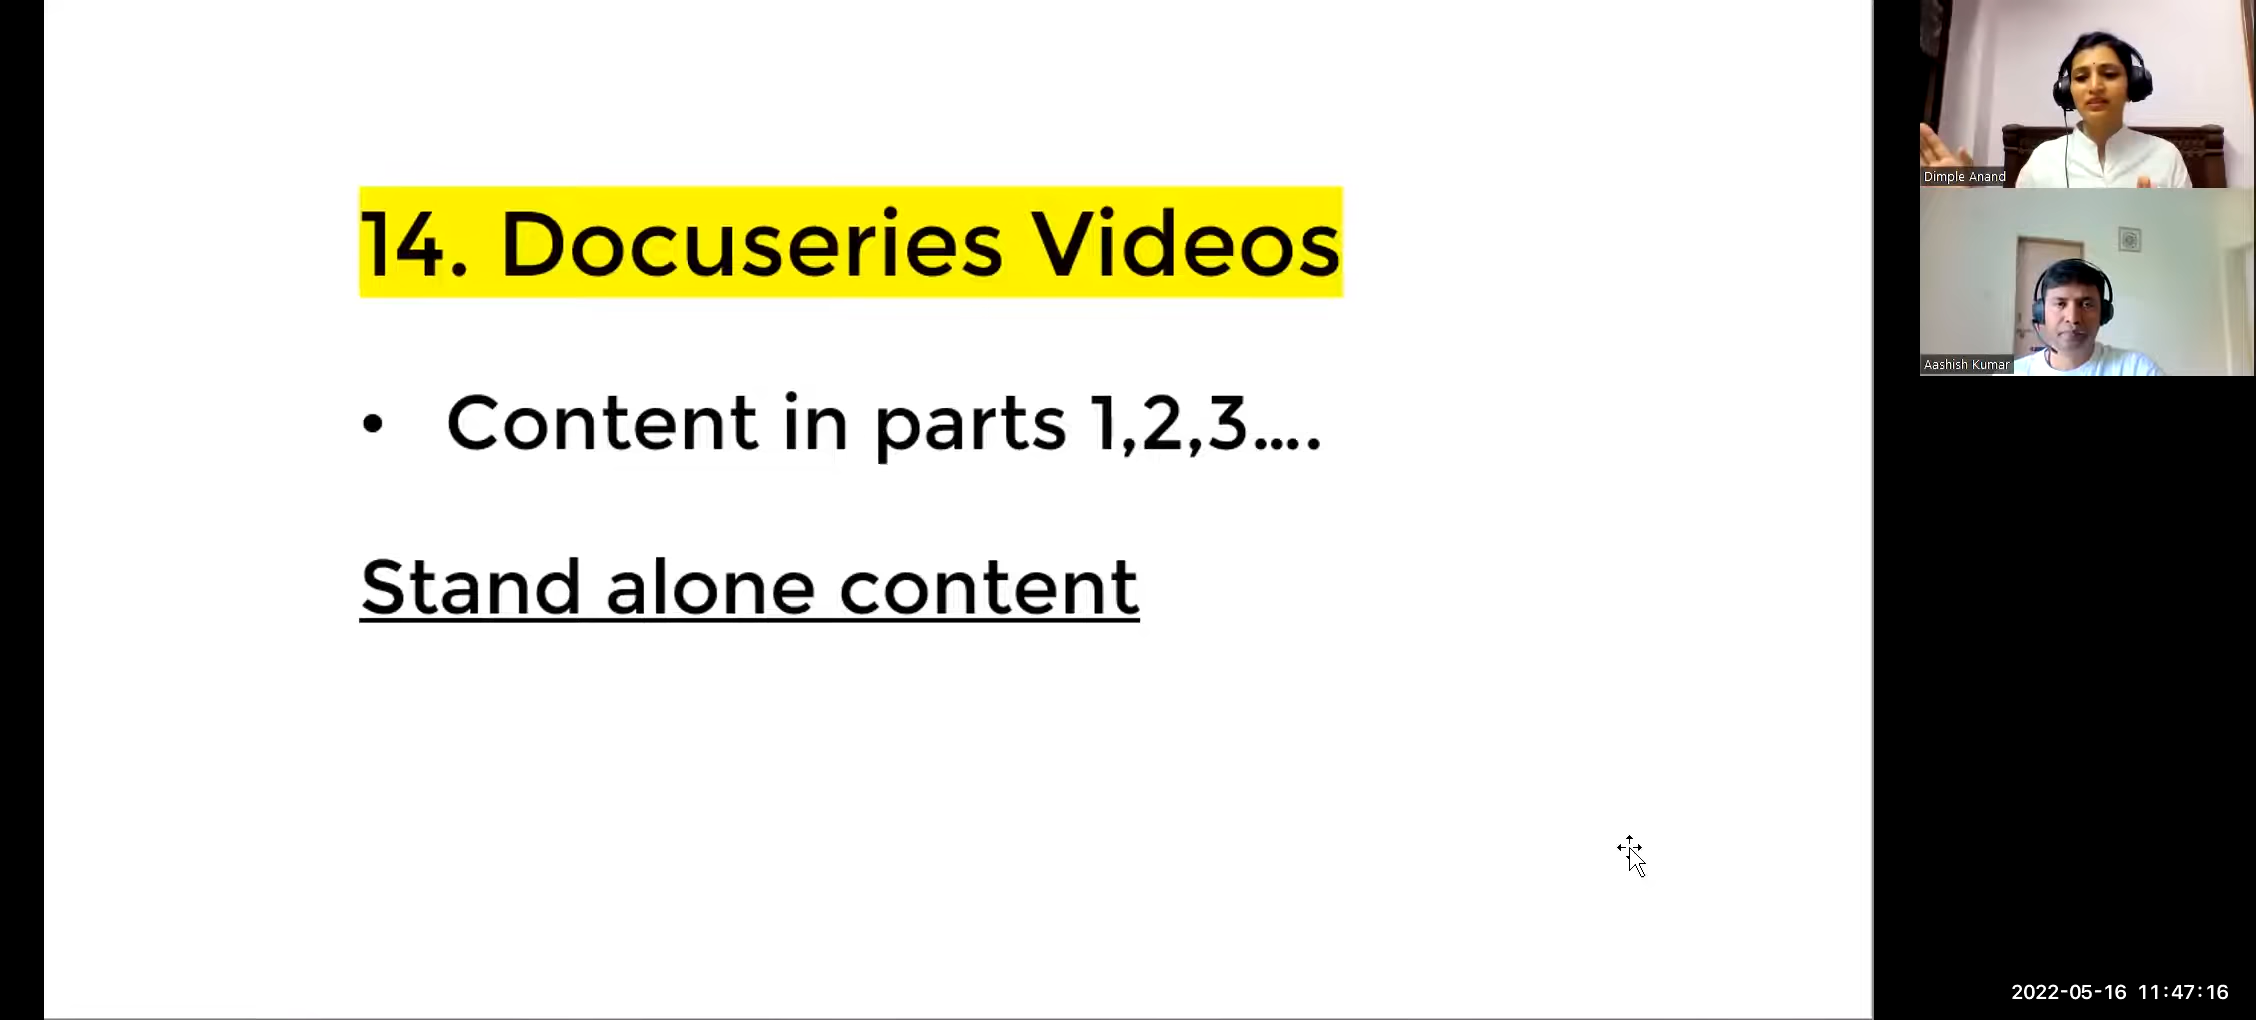 14. Docuseries Videos
• Content in parts 1,2,3....
Stand alone content
Dimple Anand
Aashish Kumar
2022-05-16 11:47:16